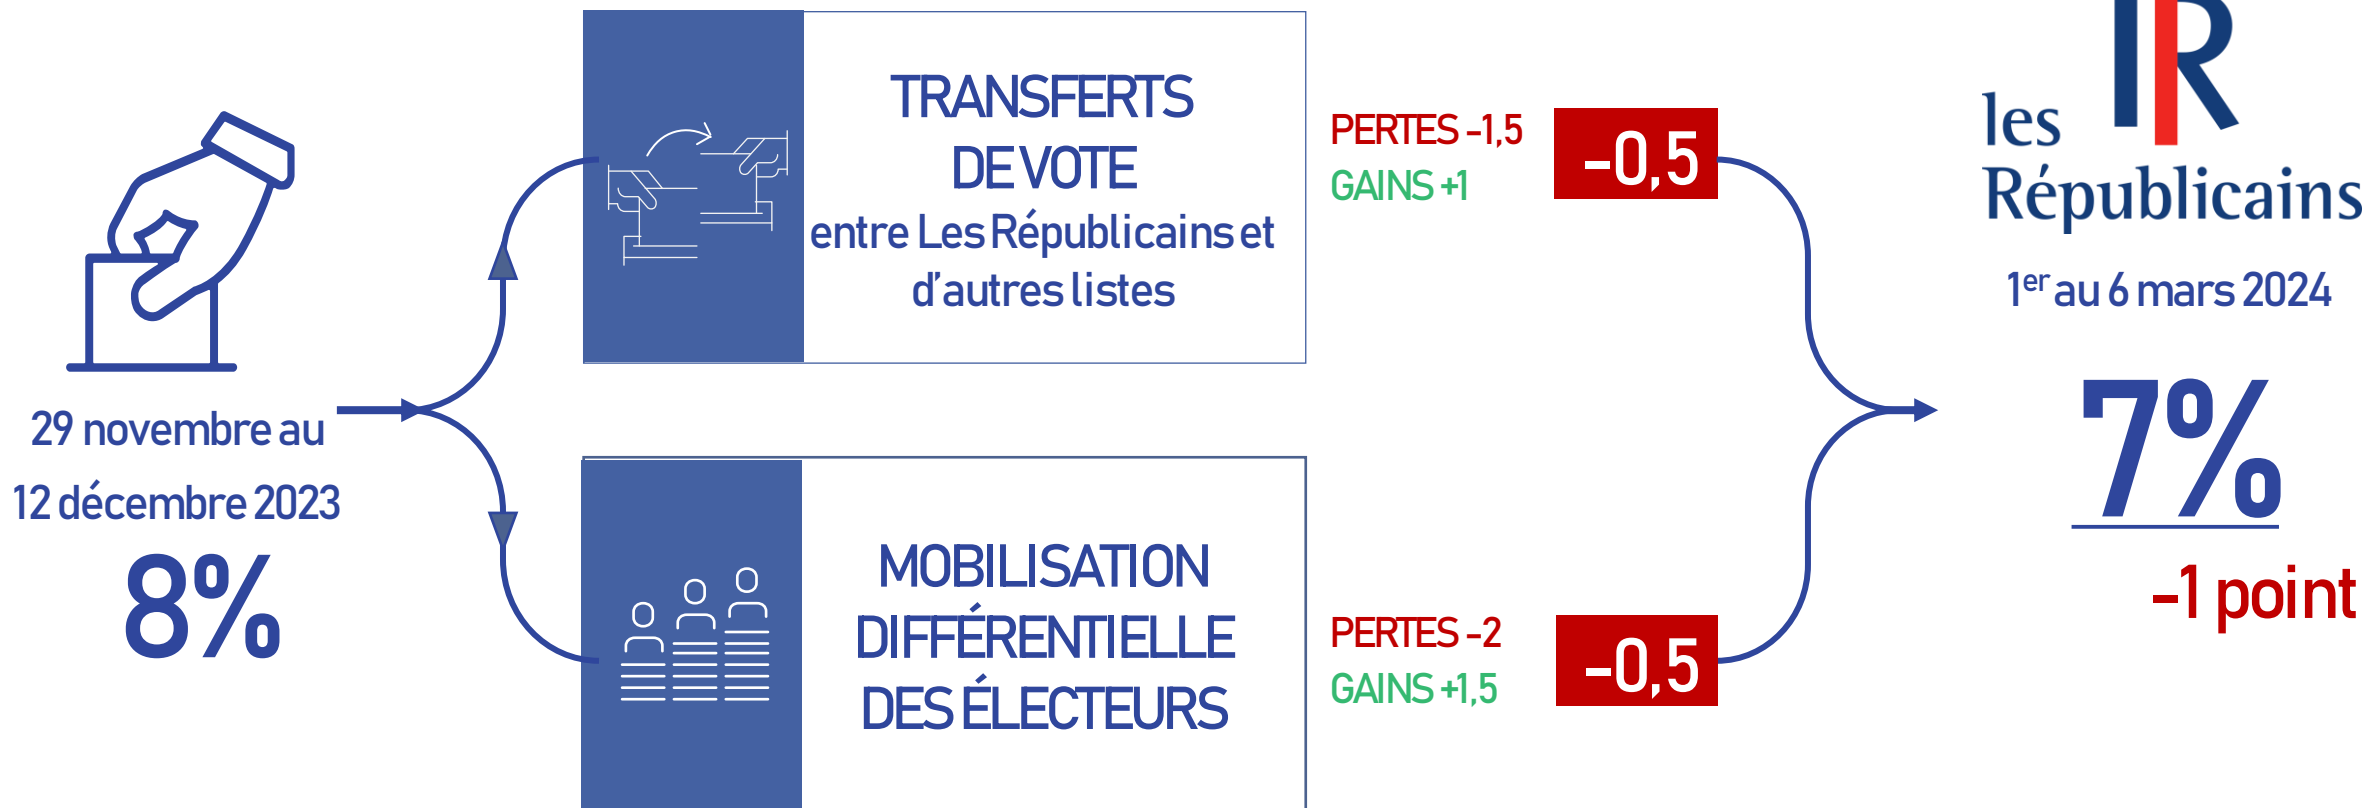 29 novembre au
12 décembre 2023
8%
TRANSFERTS
DE VOTE
entre Les Républicains et
d'autres listes
PERTES -1,5
GAINS +1
-0,5
MOBILISATION
DIFFÉRENTIELLE
DES ÉLECTEURS
PERTES -2
GAINS +1,5
-0,5
lR
les
Républicains
1er au 6 mars 2024
7%
-1 point